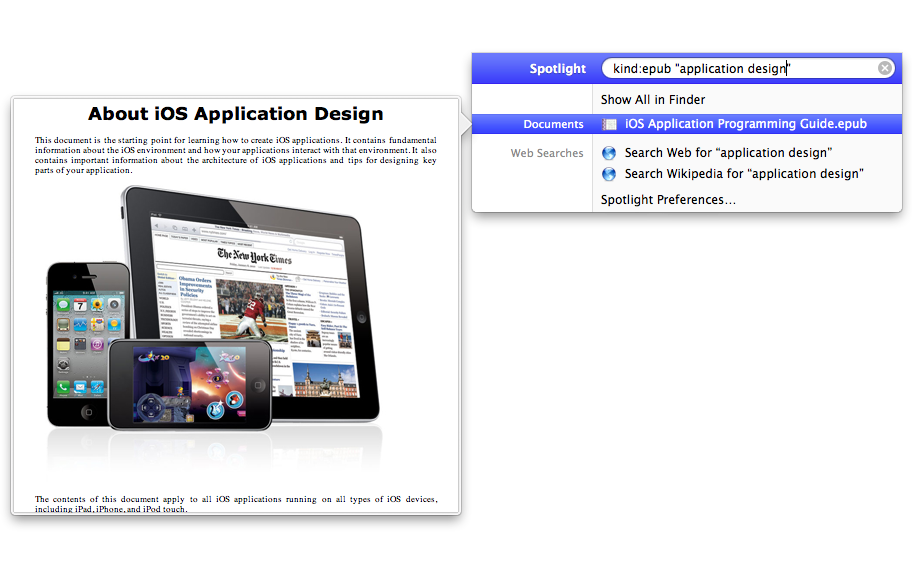 About iOS Application Design
This document is the starting point for learning how to create iOS applications. It contains fundamental
information about the iOS environment and how your applications interact with that environment. It also
contains important information about the architecture of iOS applications and tips for designing key
parts of your application.
The New York Times
Obama Orders
Improvements
in Security
Policies
20
The contents of this document apply to all iOS applications running on all types of iOS devices,
including iPad, iPhone, and iPod touch.
Spotlight
kind:epub "application design"
Show All in Finder
Documents
iOS Application Programming Guide.epub
Web Searches
Search Web for “application design”
Search Wikipedia for “application design”
Spotlight Preferences…